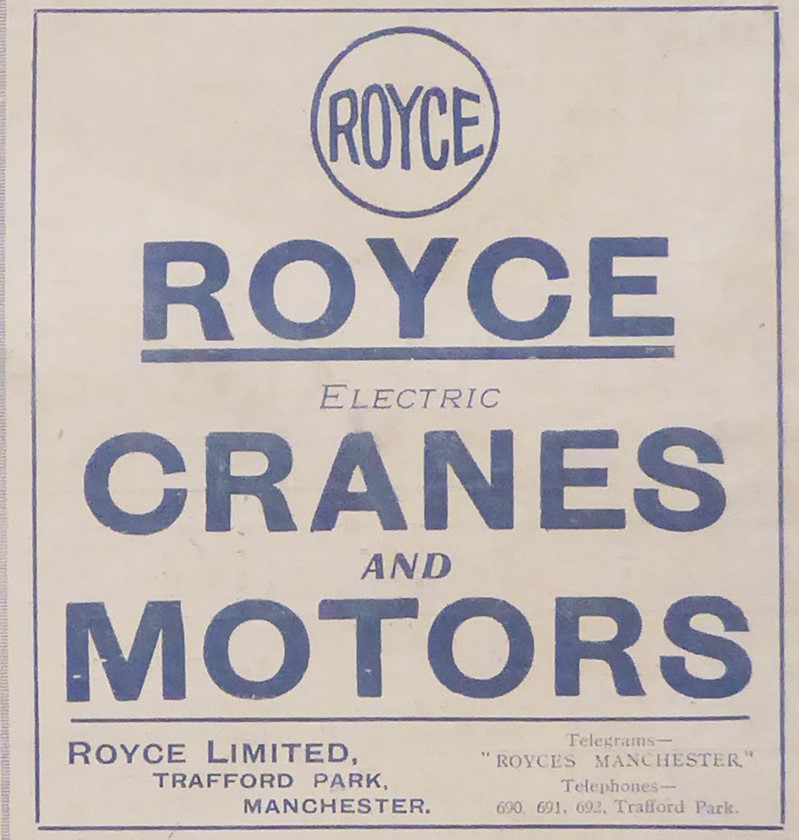 ROYCE
ROYCE
ELECTRIC
CRANES
AND
MOTORS
ROYCE LIMITED,
TRAFFORD PARK,
MANCHESTER.
Telegrams—
"ROYCES MANCHESTER."
Telephones—
690, 691, 692, Trafford Park.